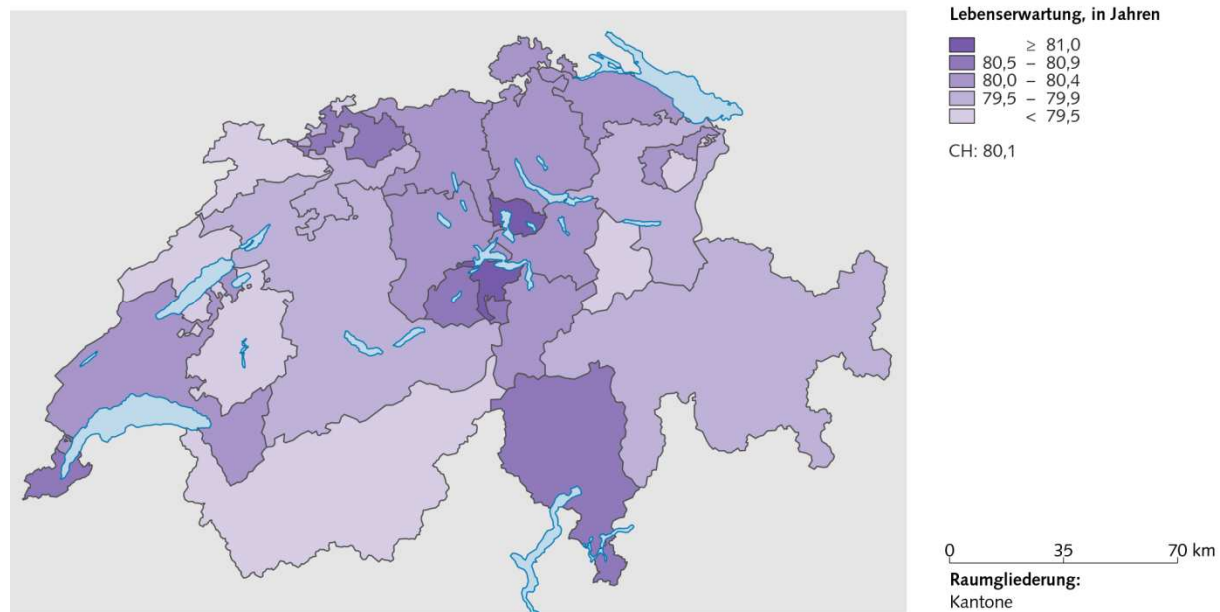 Lebenserwartung, in Jahren
≥ 81,0
80,5 – 80,9
80,0 – 80,4
79,5 – 79,9
< 79,5
CH: 80,1
0 35 70 km
Raumgliederung:
Kantone